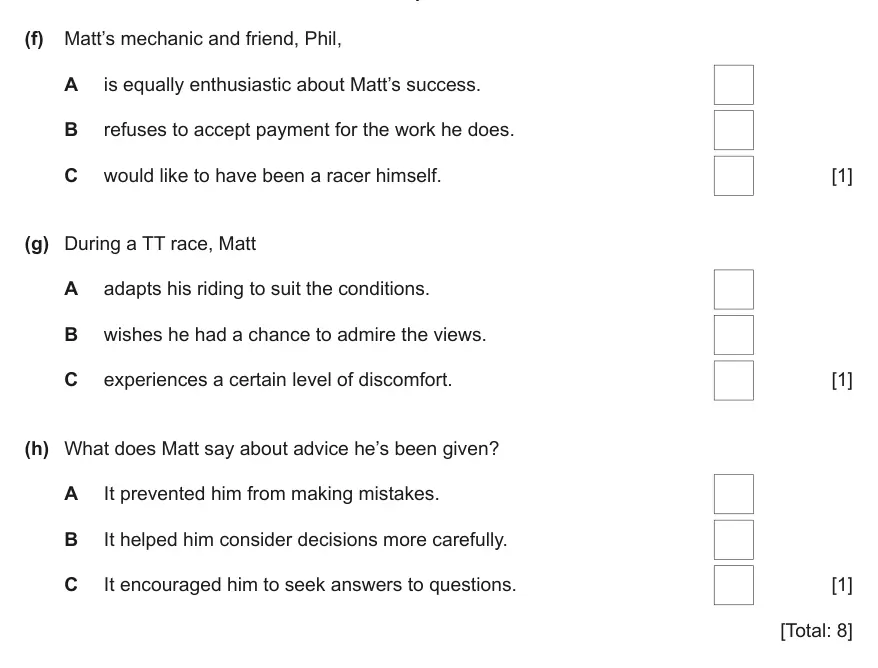 (f) Matt's mechanic and friend, Phil,
A is equally enthusiastic about Matt's success.
B refuses to accept payment for the work he does.
C would like to have been a racer himself. [1]
(g) During a TT race, Matt
A adapts his riding to suit the conditions.
B wishes he had a chance to admire the views.
C experiences a certain level of discomfort. [1]
(h) What does Matt say about advice he's been given?
A It prevented him from making mistakes.
B It helped him consider decisions more carefully.
C It encouraged him to seek answers to questions. [1]
[Total: 8]